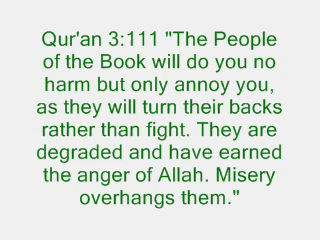 Qur'an 3:111 "The People
of the Book will do you no
harm but only annoy you,
as they will turn their backs
rather than fight. They are
degraded and have earned
the anger of Allah. Misery
overhangs them."